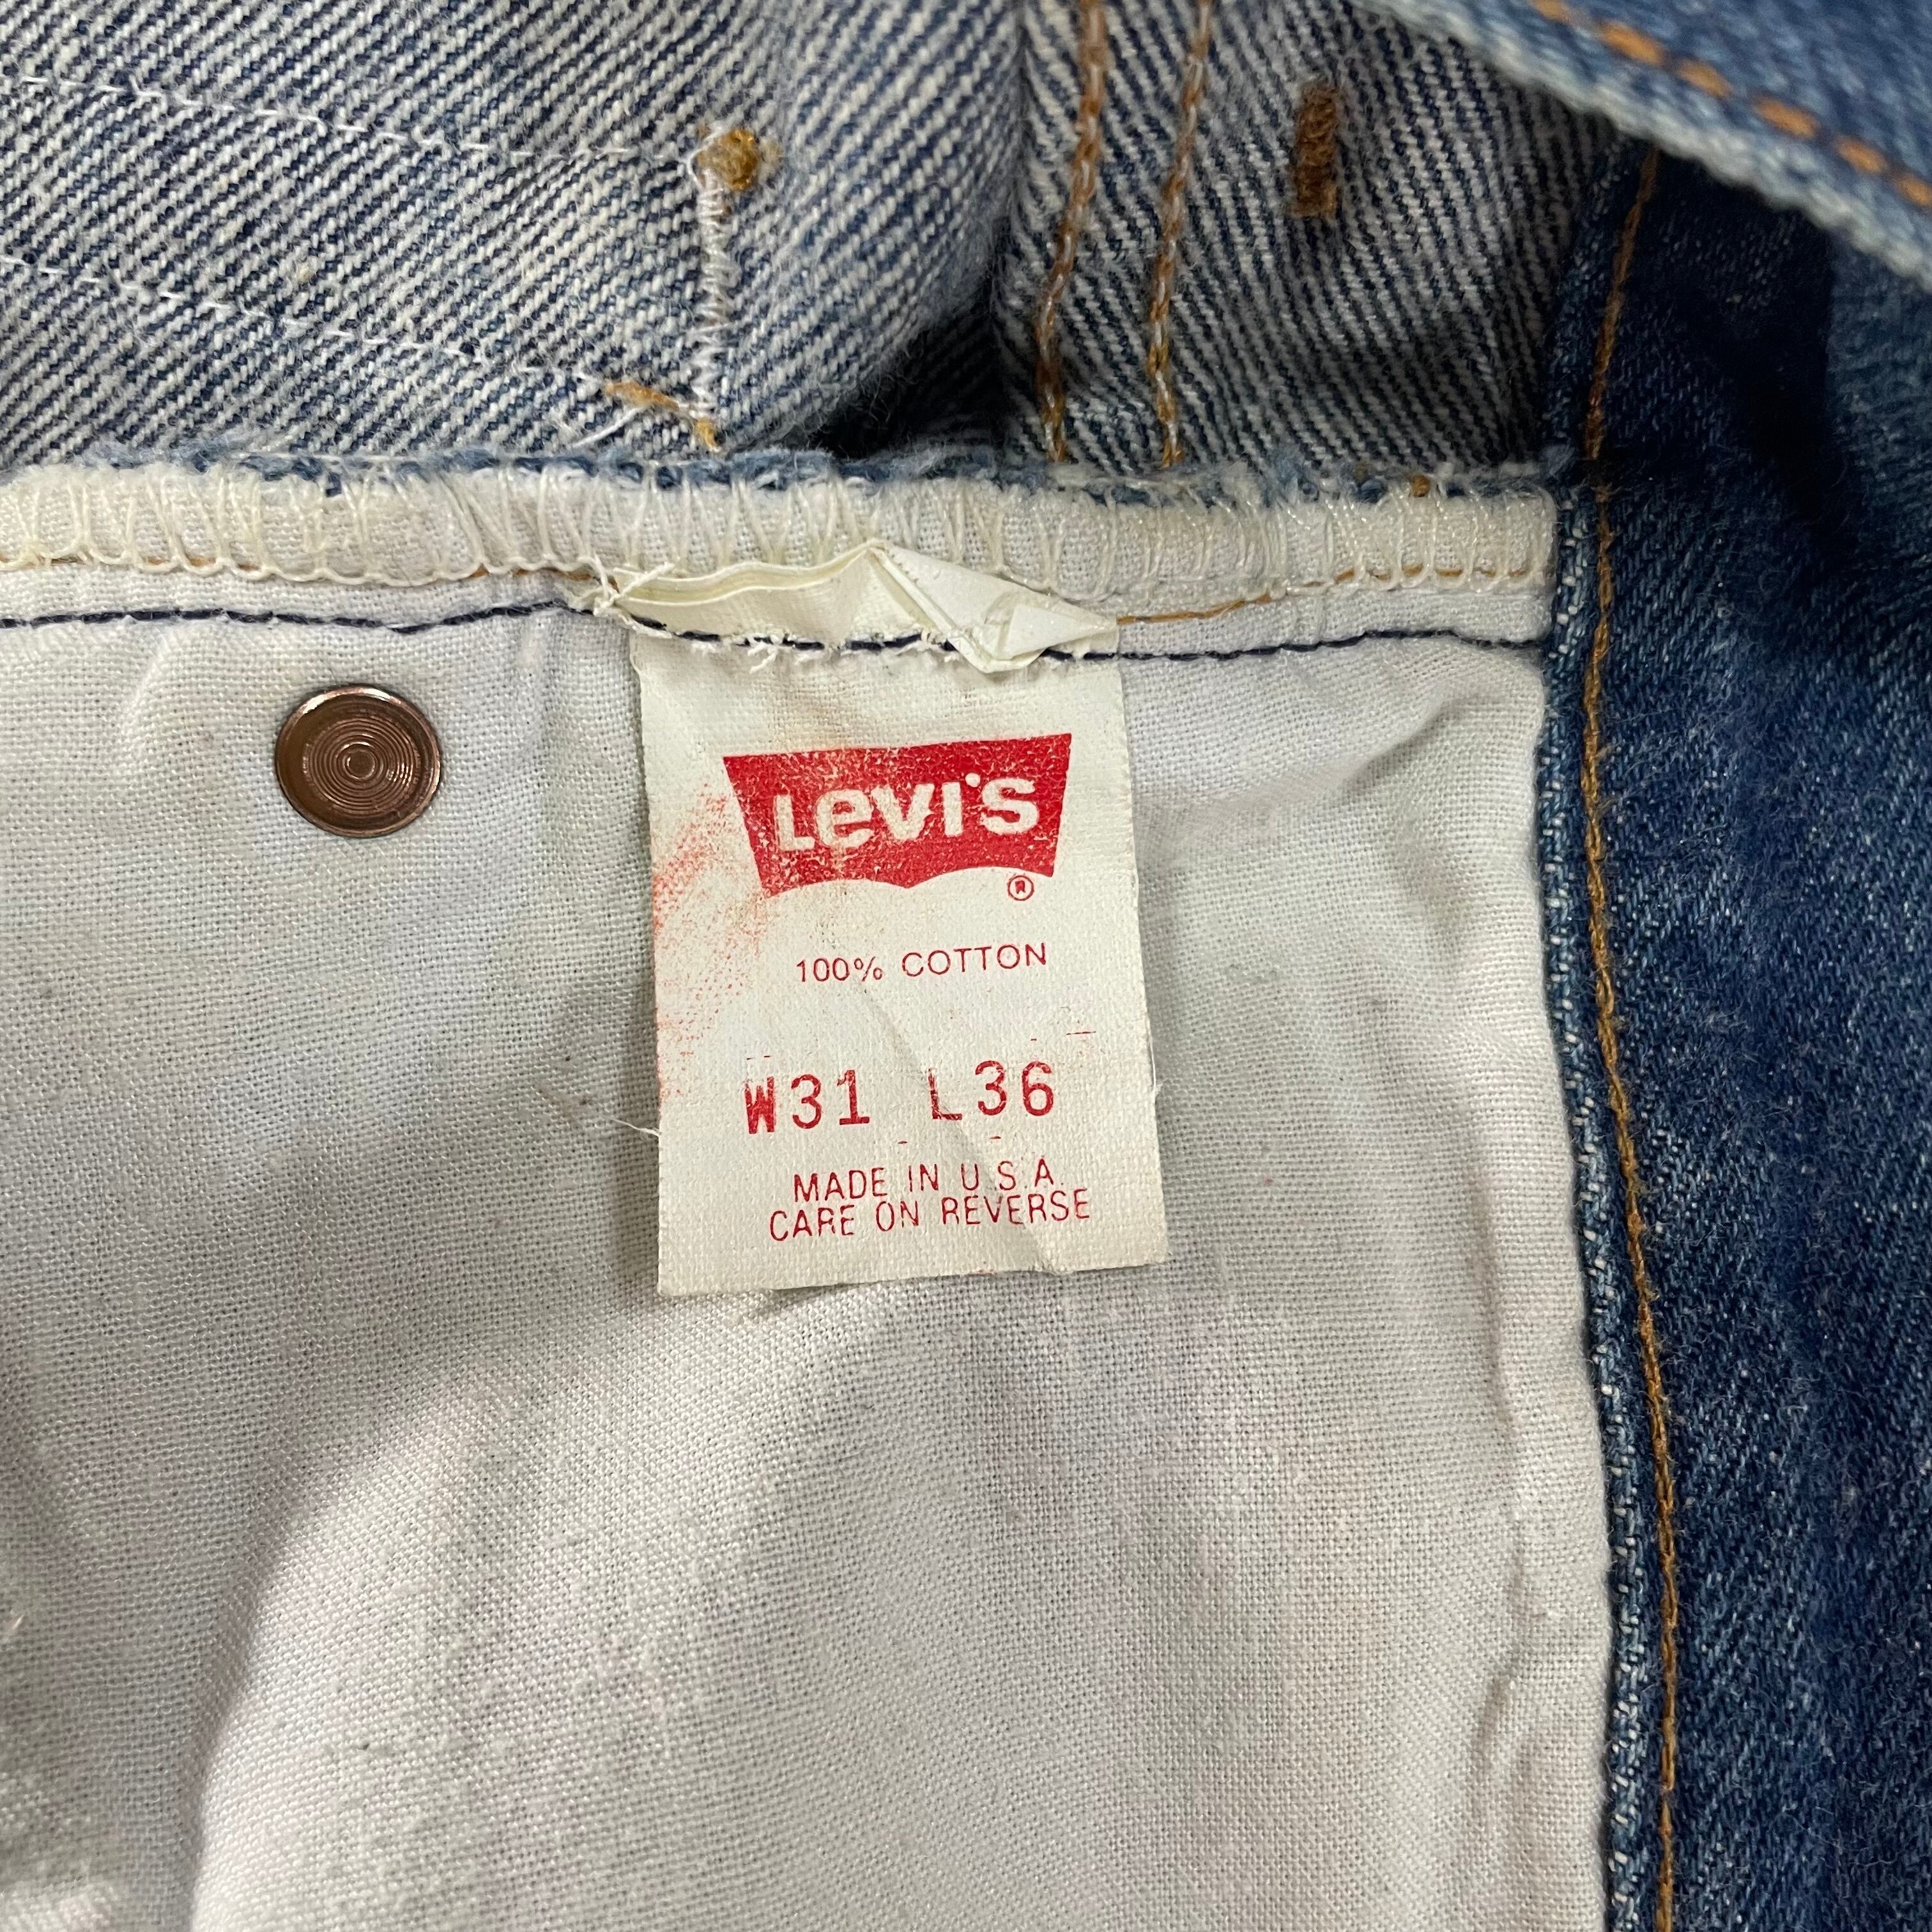 Levi's
®
100% COTTON
W31 L36
MADE IN U.S.A.
CARE ON REVERSE